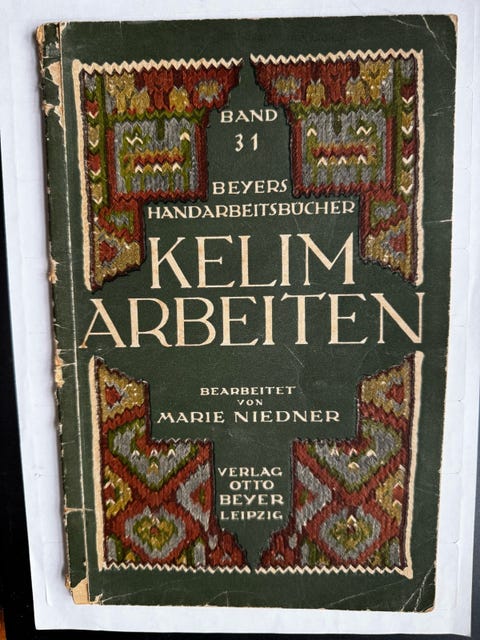 BAND
31
BEYERS
HANDARBEITSBÜCHER
KELIM
ARBEITEN
BEARBEITET
VON
MARIE NIEDNER
VERLAG
OTTO
BEYER
LEIPZIG